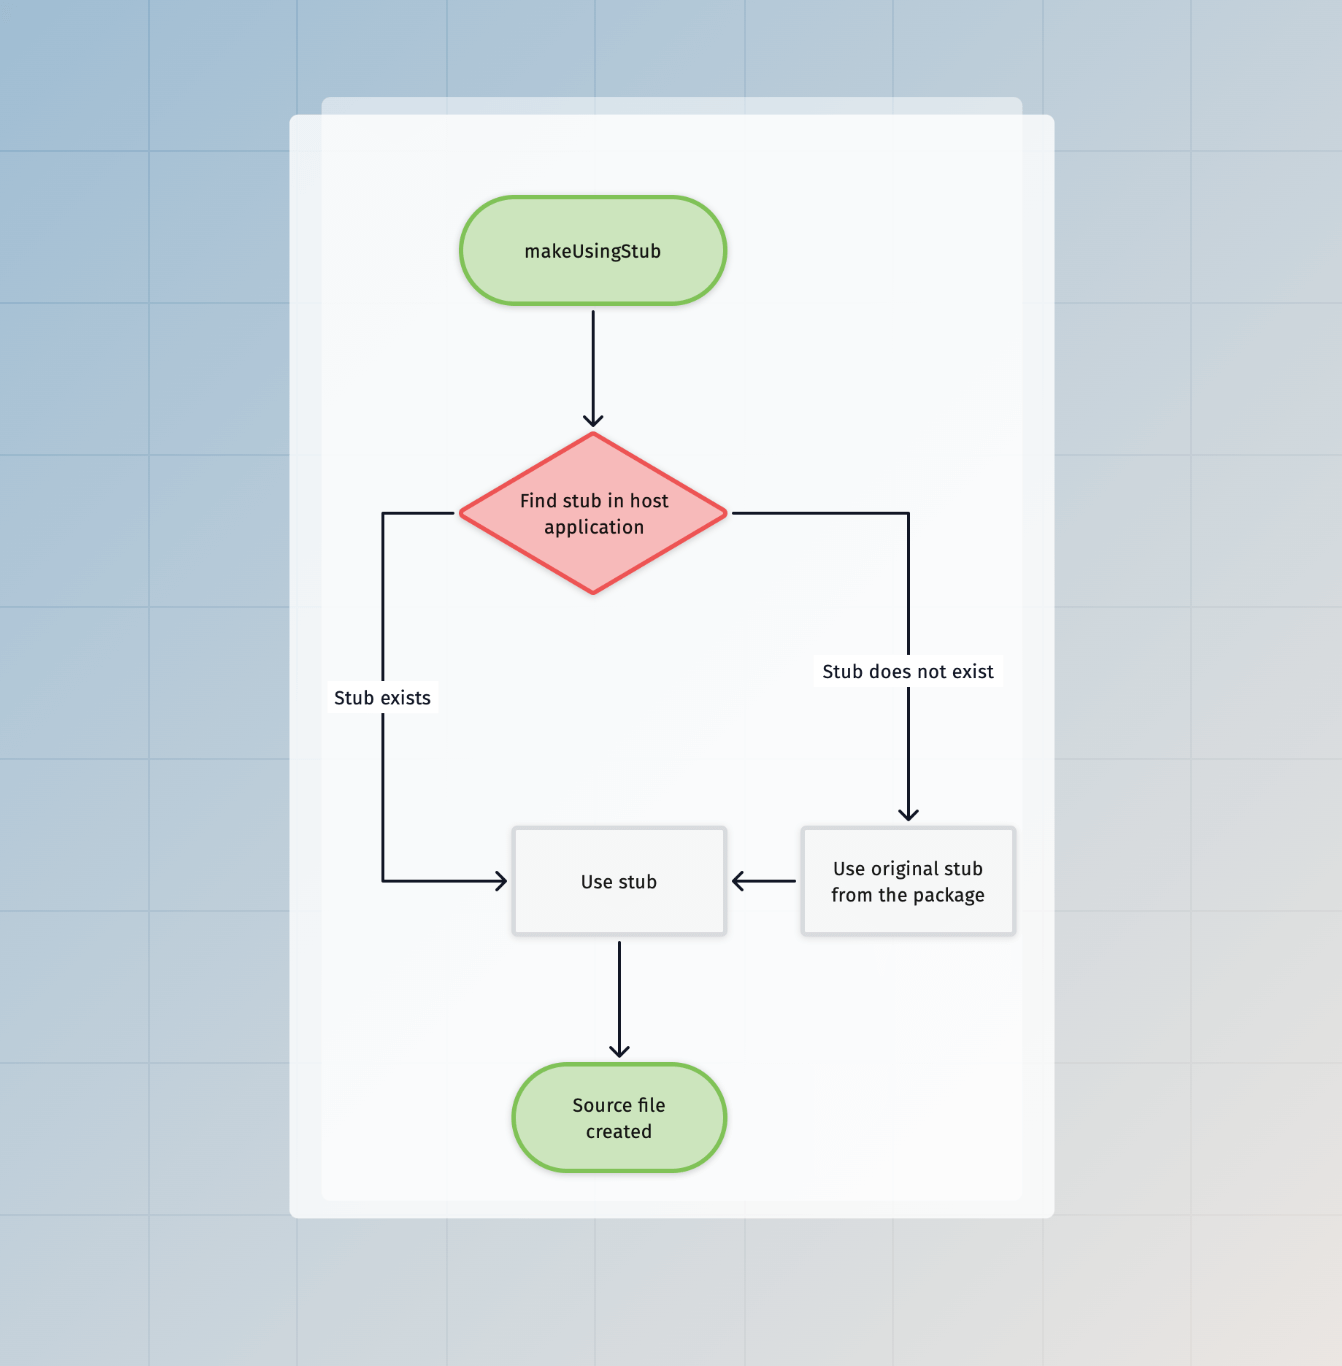 makeUsingStub
Find stub in host
application
Stub does not exist
Stub exists
Use stub
Use original stub
from the package
Source file
created